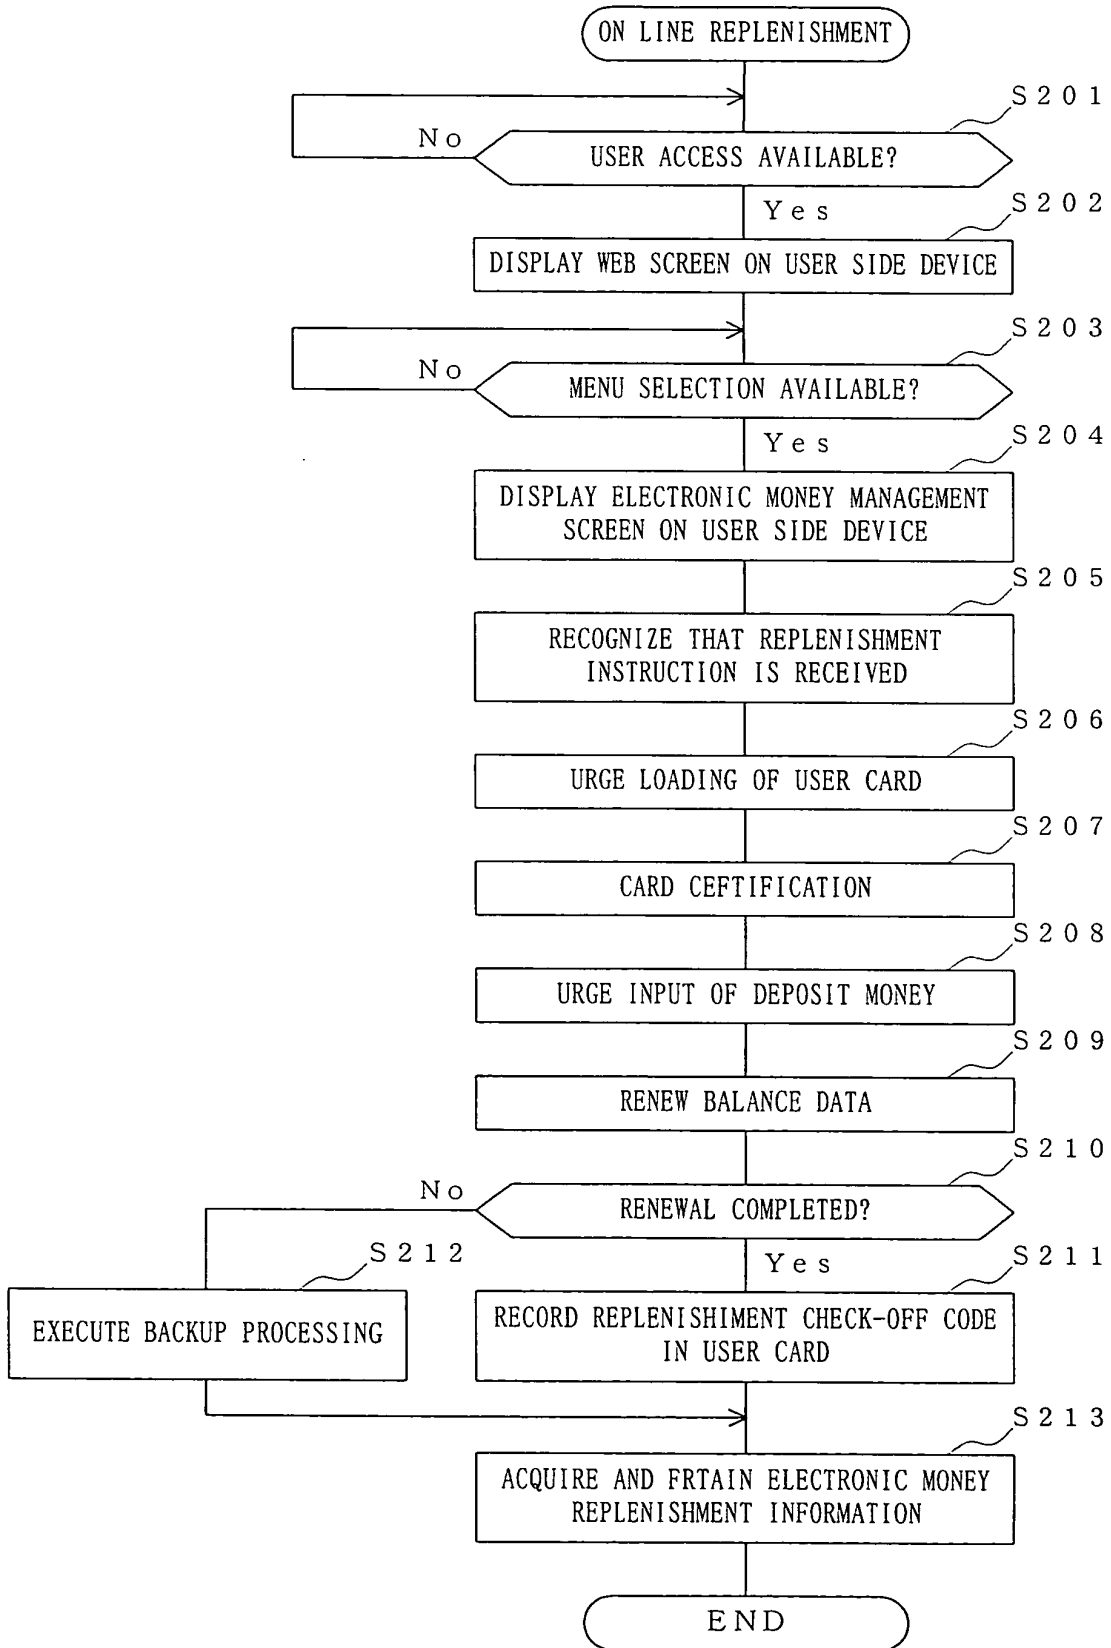 ON LINE REPLENISHMENT
S201
No
USER ACCESS AVAILABLE?
Yes
S202
DISPLAY WEB SCREEN ON USER SIDE DEVICE
S203
No
MENU SELECTION AVAILABLE?
Yes
S204
DISPLAY ELECTRONIC MONEY MANAGEMENT
SCREEN ON USER SIDE DEVICE
S205
RECOGNIZE THAT REPLENISHMENT
INSTRUCTION IS RECEIVED
S206
URGE LOADING OF USER CARD
S207
CARD CEFTIFICATION
S208
URGE INPUT OF DEPOSIT MONEY
S209
RENEW BALANCE DATA
S210
No
RENEWAL COMPLETED?
Yes
S211
S212
EXECUTE BACKUP PROCESSING
RECORD REPLENISHIMENT CHECK-OFF CODE
IN USER CARD
S213
ACQUIRE AND FRTAIN ELECTRONIC MONEY
REPLENISHMENT INFORMATION
END